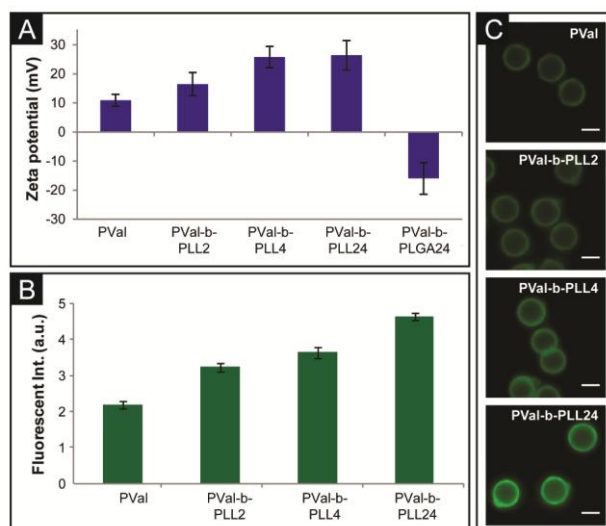 A
Zeta potential (mV)
30
20
10
0
-10
-20
-30
PVal
PVal-b-
PLL2
PVal-b-
PLL4
PVal-b-
PLL24
PVal-b-
PLGA24
B
Fluorescent Int. (a.u.)
5
4
3
2
1
0
PVal
PVal-b-
PLL2
PVal-b-
PLL4
PVal-b-
PLL24
C
PVal
PVal-b-PLL2
PVal-b-PLL4
PVal-b-PLL24